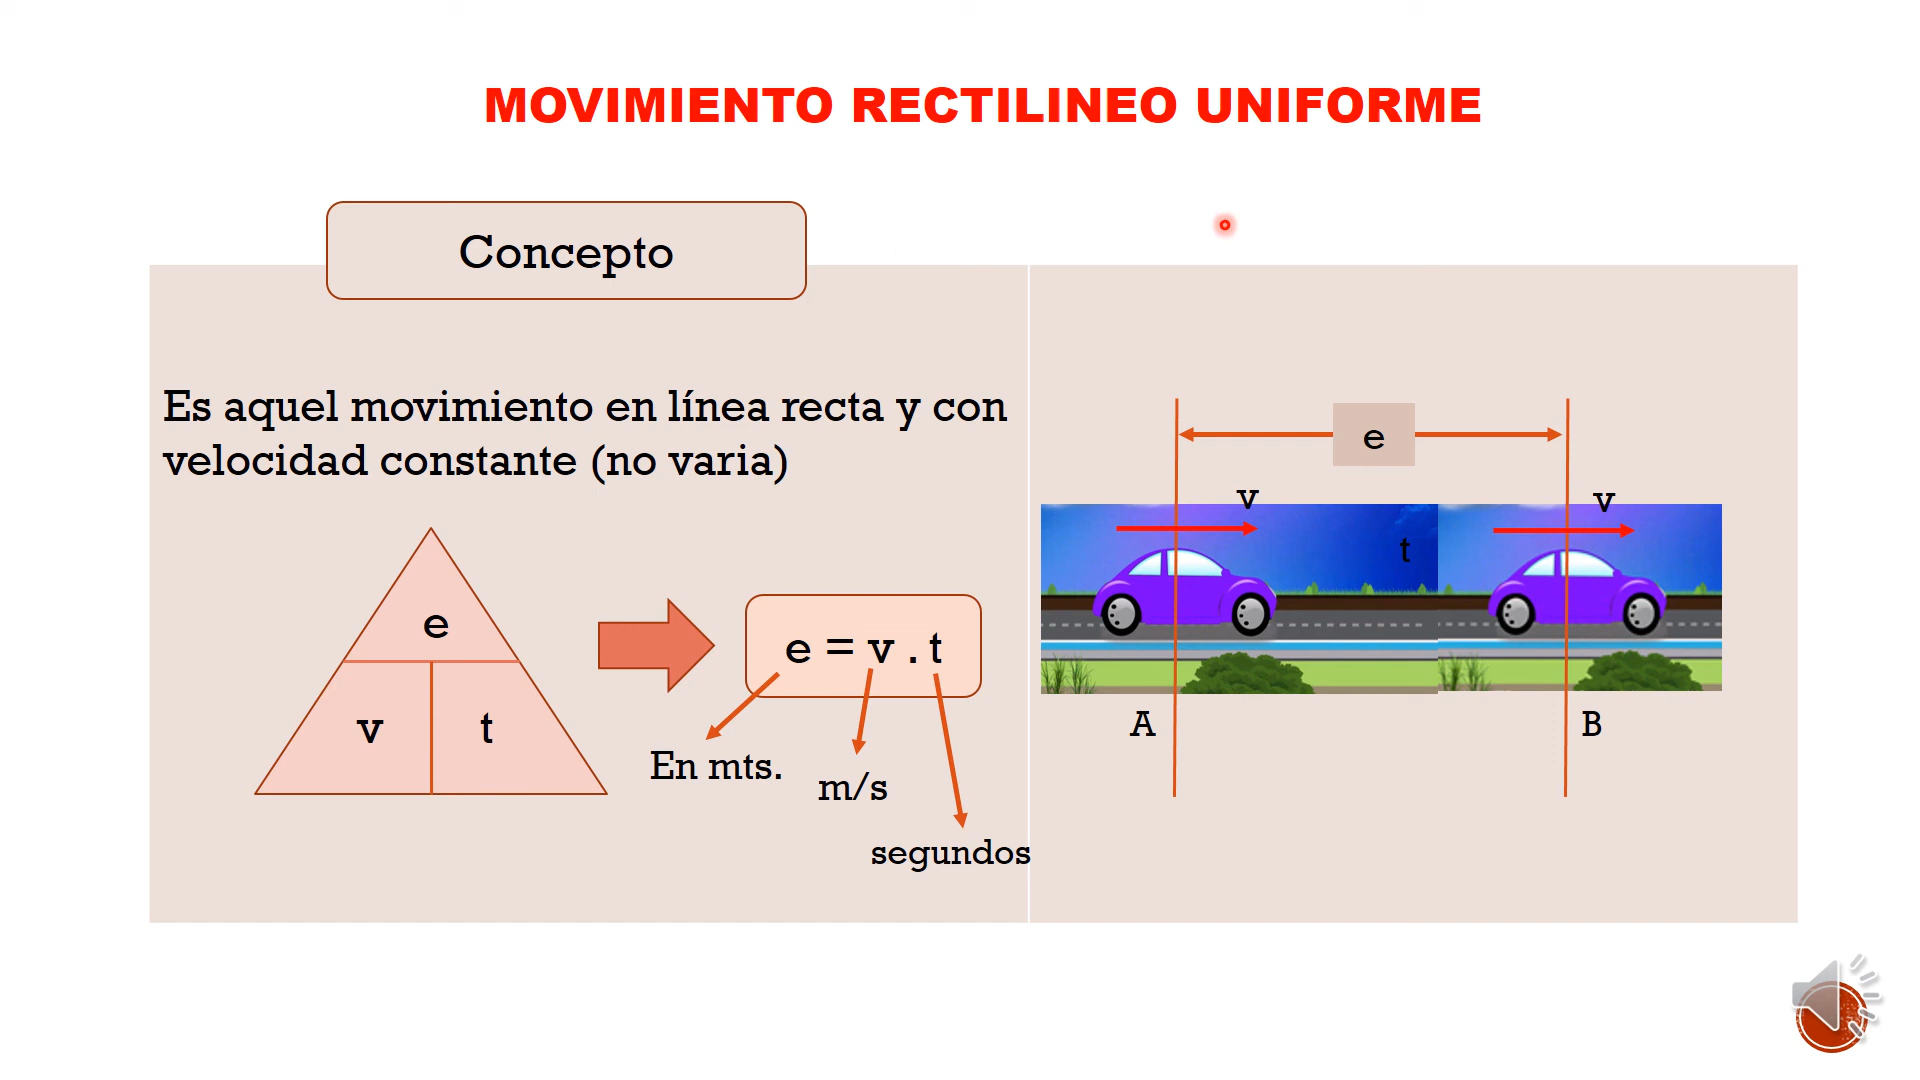 MOVIMIENTO RECTILINEO UNIFORME
Concepto
Es aquel movimiento en línea recta y con
velocidad constante (no varia)
e
v t
e = v . t
En mts.
m/s
segundos
e
v
v
t
A
B